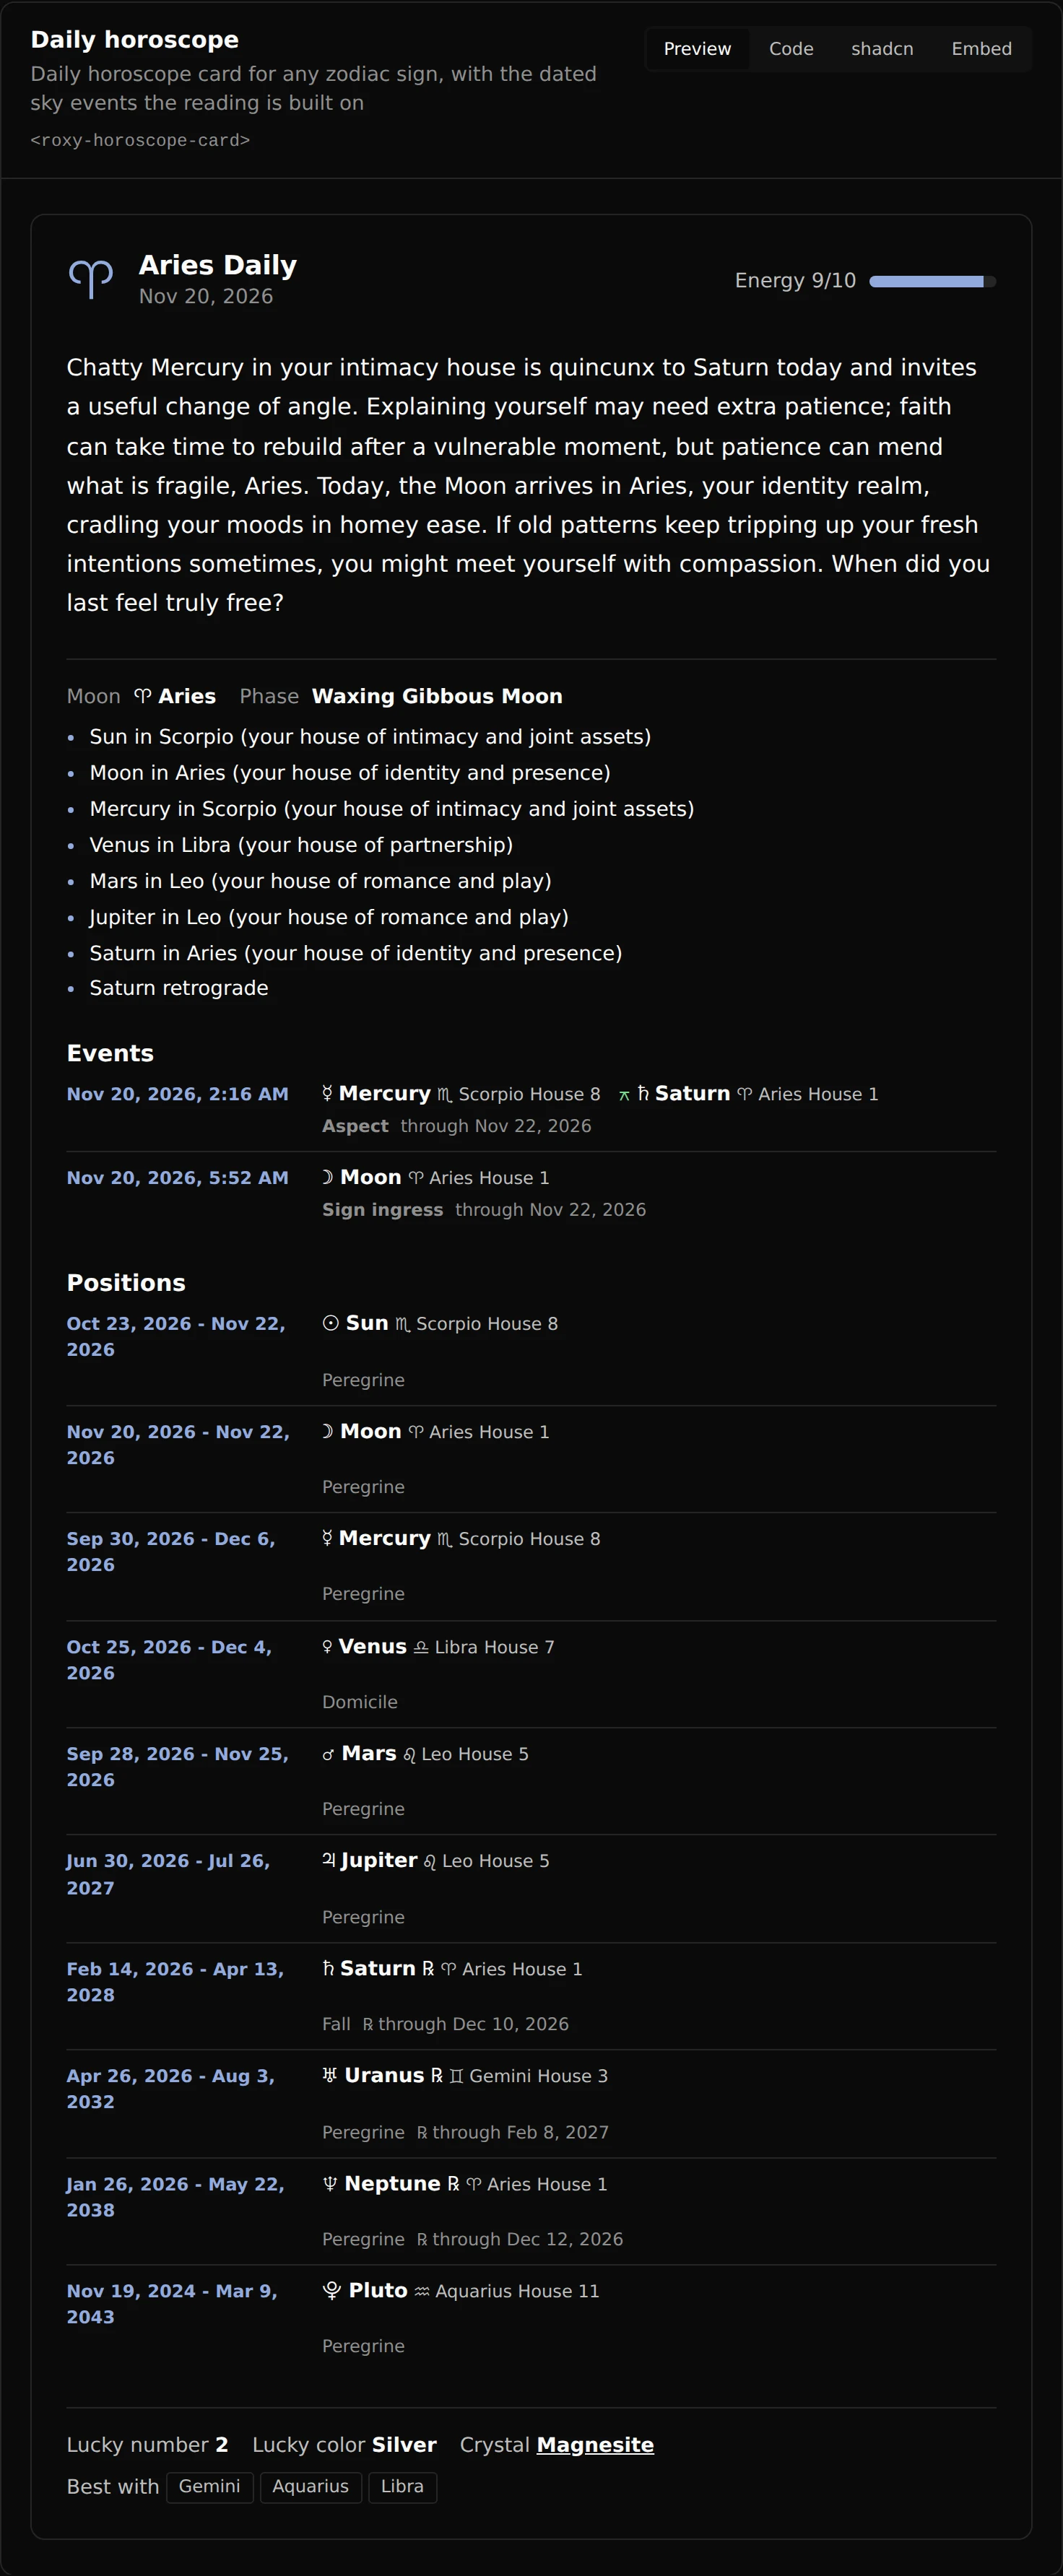 Daily horoscope
Preview Code shadcn Embed
Daily horoscope card for any zodiac sign, with the dated
sky events the reading is built on
<roxy-horoscope-card>
♈ Aries Daily
Nov 20, 2026
Energy 9/10
Chatty Mercury in your intimacy house is quincunx to Saturn today and invites
a useful change of angle. Explaining yourself may need extra patience; faith
can take time to rebuild after a vulnerable moment, but patience can mend
what is fragile, Aries. Today, the Moon arrives in Aries, your identity realm,
cradling your moods in homey ease. If old patterns keep tripping up your fresh
intentions sometimes, you might meet yourself with compassion. When did you
last feel truly free?
Moon ♈ Aries Phase Waxing Gibbous Moon
• Sun in Scorpio (your house of intimacy and joint assets)
• Moon in Aries (your house of identity and presence)
• Mercury in Scorpio (your house of intimacy and joint assets)
• Venus in Libra (your house of partnership)
• Mars in Leo (your house of romance and play)
• Jupiter in Leo (your house of romance and play)
• Saturn in Aries (your house of identity and presence)
• Saturn retrograde
Events
Nov 20, 2026, 2:16 AM ☿ Mercury ♏ Scorpio House 8 ⚻ ♄ Saturn ♈ Aries House 1
Aspect through Nov 22, 2026
Nov 20, 2026, 5:52 AM ☽ Moon ♈ Aries House 1
Sign ingress through Nov 22, 2026
Positions
Oct 23, 2026 - Nov 22, 2026
☉ Sun ♏ Scorpio House 8
Peregrine
Nov 20, 2026 - Nov 22, 2026
☽ Moon ♈ Aries House 1
Peregrine
Sep 30, 2026 - Dec 6, 2026
☿ Mercury ♏ Scorpio House 8
Peregrine
Oct 25, 2026 - Dec 4, 2026
♀ Venus ♎ Libra House 7
Domicile
Sep 28, 2026 - Nov 25, 2026
♂ Mars ♌ Leo House 5
Peregrine
Jun 30, 2026 - Jul 26, 2027
♃ Jupiter ♌ Leo House 5
Peregrine
Feb 14, 2026 - Apr 13, 2028
♄ Saturn ℞ ♈ Aries House 1
Fall ℞ through Dec 10, 2026
Apr 26, 2026 - Aug 3, 2032
♅ Uranus ℞ ♊ Gemini House 3
Peregrine ℞ through Feb 8, 2027
Jan 26, 2026 - May 22, 2038
♆ Neptune ℞ ♈ Aries House 1
Peregrine ℞ through Dec 12, 2026
Nov 19, 2024 - Mar 9, 2043
⯓ Pluto ♒ Aquarius House 11
Peregrine
Lucky number 2 Lucky color Silver Crystal Magnesite
Best with Gemini Aquarius Libra